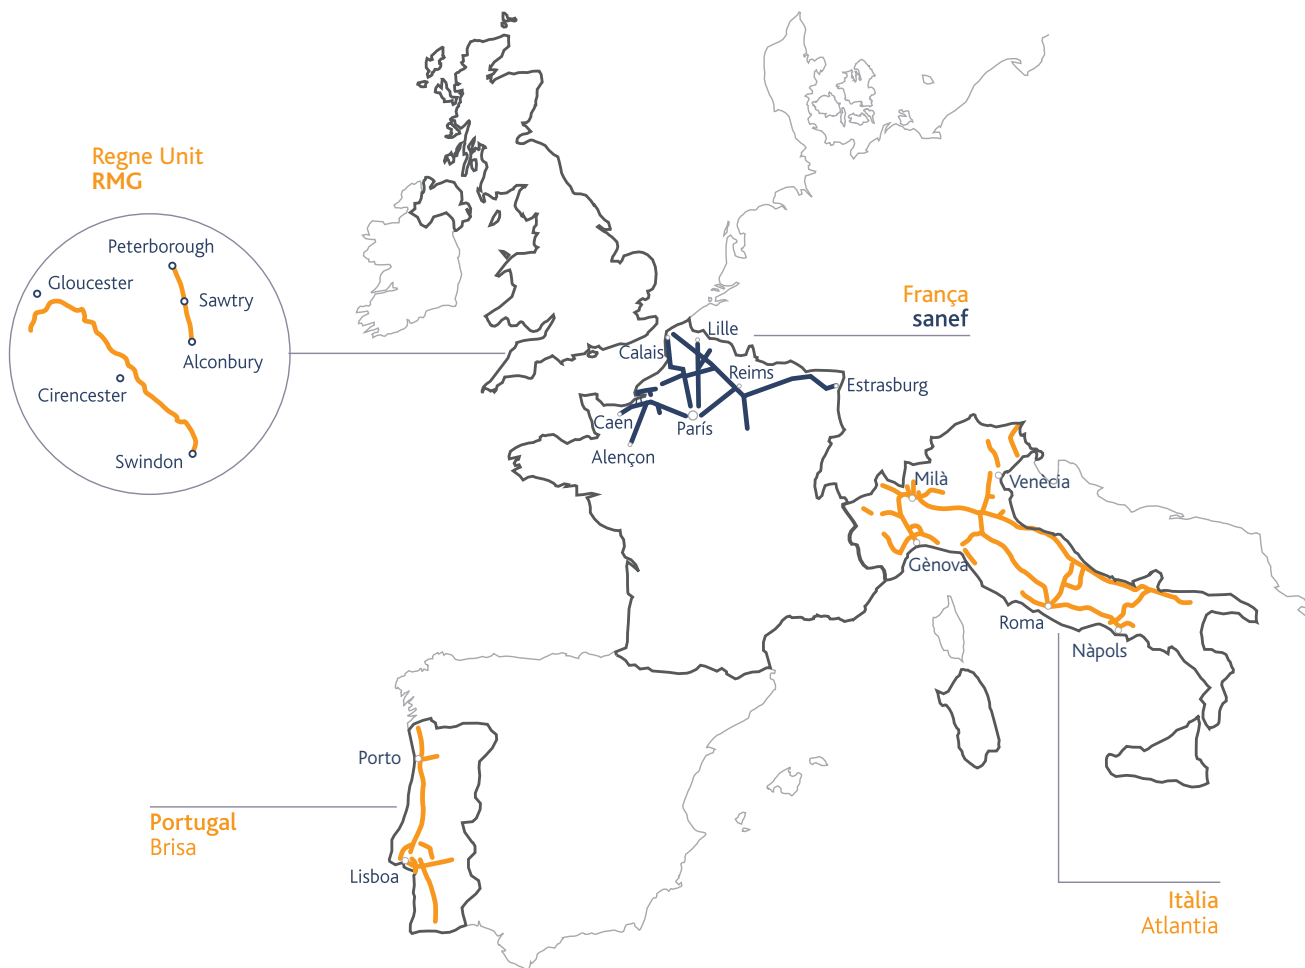 Regne Unit
RMG
Peterborough
Gloucester
Sawtry
Alconbury
Cirencester
Swindon
França
sanef
Lille
Calais
Reims
Estrasburg
Caen
París
Alençon
Milà
Venècia
Gènova
Roma
Nàpols
Porto
Portugal
Brisa
Lisboa
Itàlia
Atlantia